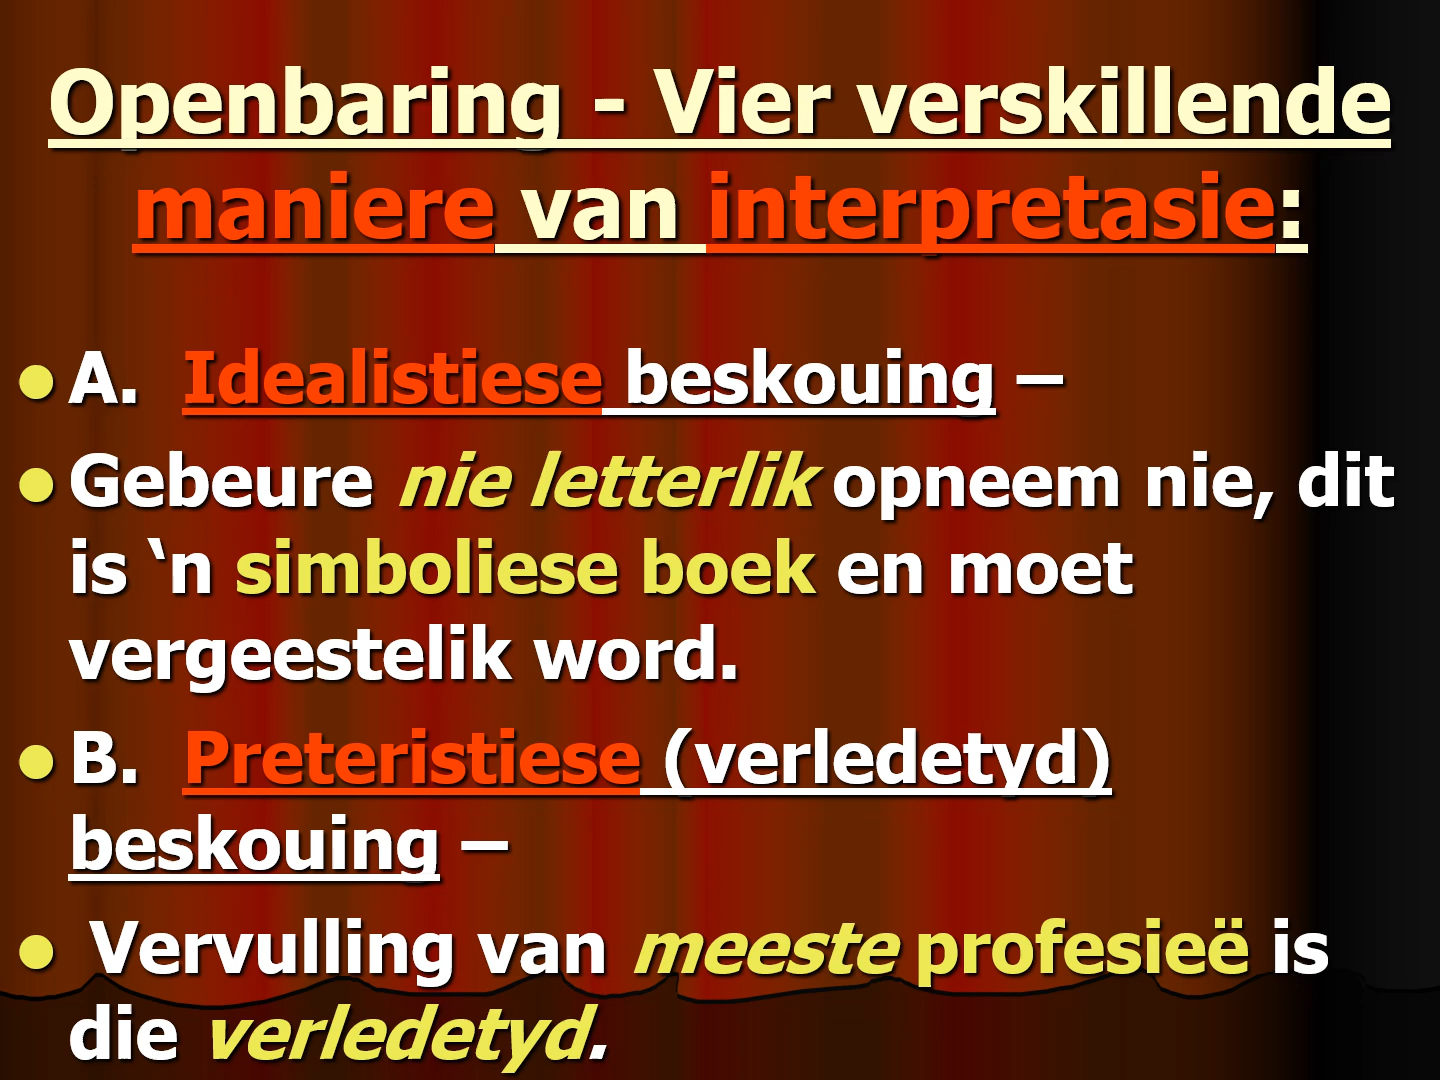 Openbaring - Vier verskillende
maniere van interpretasie:
● A. Idealistiese beskouing –
● Gebeure nie letterlik opneem nie, dit
is ‘n simboliese boek en moet
vergeestelik word.
● B. Preteristiese (verledetyd)
beskouing –
● Vervulling van meeste profesieë is
die verledetyd.